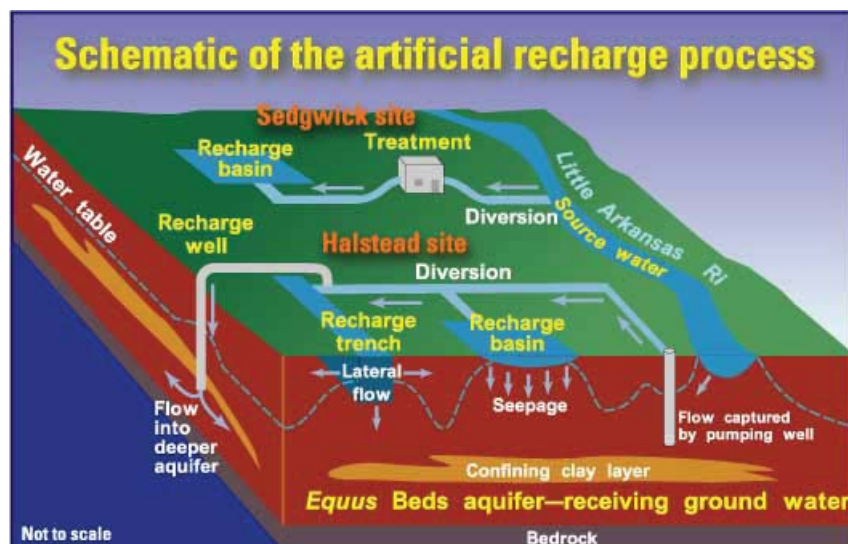 Schematic of the artificial recharge process
Sedgwick site
Recharge
basin
Treatment
Diversion
Little Arkansas Ri
Source water
Water table
Recharge
well
Halstead site
Diversion
Recharge
trench
Recharge
basin
Lateral
flow
Seepage
Flow captured
by pumping well
Flow
into
deeper
aquifer
Confining clay layer
Equus Beds aquifer—receiving ground water
Not to scale
Bedrock